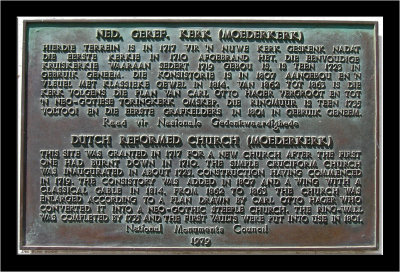 NED. GEREF. KERK (MOEDERKERK)
HIERDIE TERREIN IS IN 1717 VIR 'N NUWE KERK GESKENK NADAT
DIE EERSTE KERKIE IN 1710 AFGEBRAND HET. DIE EENVOUDIGE
KRUISKERKIE WAARAAN SEDERT 1719 GEBOU IS IS TEEN 1723 IN
GEBRUIK GENEEM. DIE KONSISTORIE IS IN 1807 AANGEBOU EN 'N
VLEUEL MET KLASSIEKE GEWEL IN 1814. VAN 1862 TOT 1863 IS DIE
KERK VOLGENS DIE PLAN VAN CARL OTTO HAGER VERGROOT EN TOT
'N NEO-GOTIESE TORINGKERK OMSKEP. DIE RINGMUUR IS TEEN 1775
VOLTOOI EN DIE EERSTE GRAFKELDERS IN 1801 IN GEBRUIK GENEEM.
Raad vir Nasionale Gedenkwaardighede
DUTCH REFORMED CHURCH (MOEDERKERK)
THIS SITE WAS GRANTED IN 1717 FOR A NEW CHURCH AFTER THE FIRST
ONE HAD BURNT DOWN IN 1710. THE SIMPLE CRUCIFORM CHURCH
WAS INAUGURATED IN ABOUT 1723, CONSTRUCTION HAVING COMMENCED
IN 1719. THE CONSISTORY WAS ADDED IN 1807 AND A WING WITH A
CLASSICAL GABLE IN 1814. FROM 1862 TO 1863 THE CHURCH WAS
ENLARGED ACCORDING TO A PLAN DRAWN BY CARL OTTO HAGER WHO
CONVERTED IT INTO A NEO-GOTHIC STEEPLE CHURCH. THE RING-WALL
WAS COMPLETED BY 1775 AND THE FIRST VAULTS WERE PUT INTO USE IN 1801.
National Monuments Council
1979